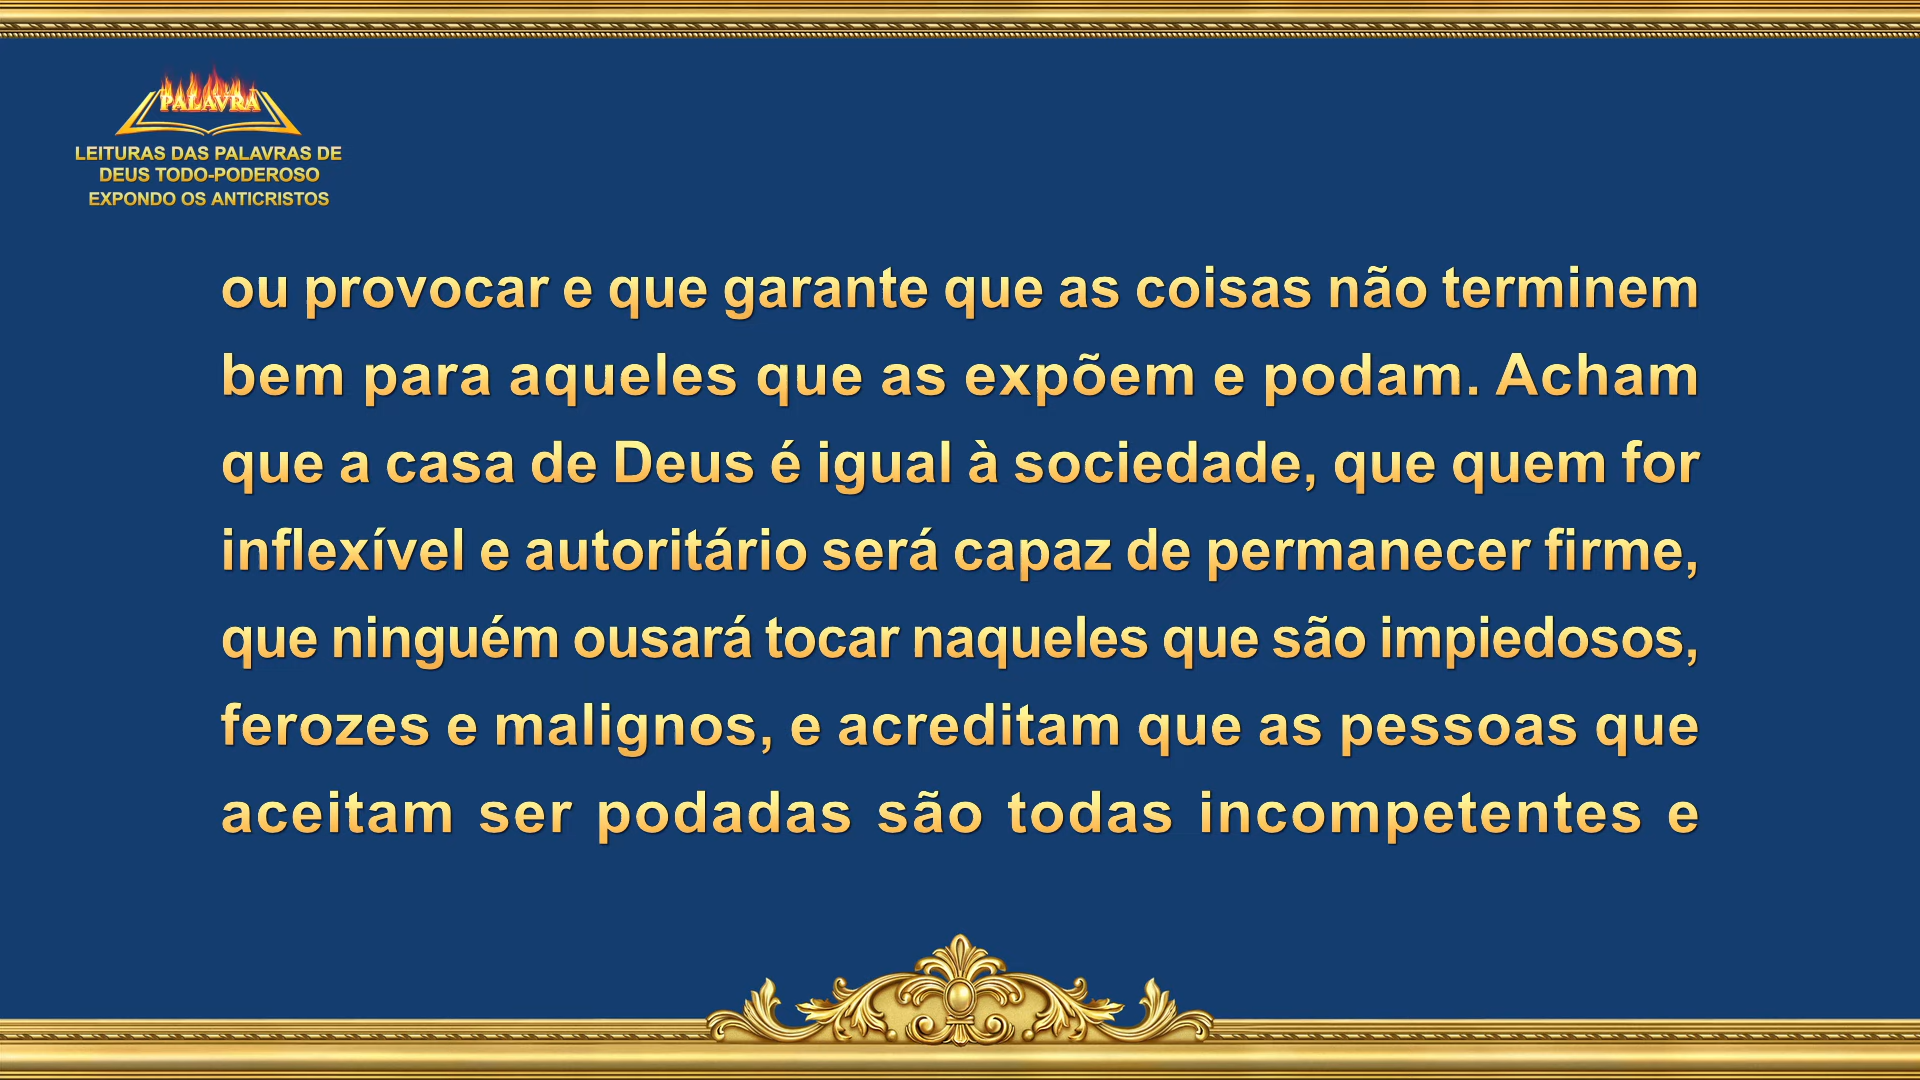 PALAVRA
LEITURAS DAS PALAVRAS DE
DEUS TODO-PODEROSO
EXPONDO OS ANTICRISTOS
ou provocar e que garante que as coisas não terminem
bem para aqueles que as expõem e podam. Acham
que a casa de Deus é igual à sociedade, que quem for
inflexível e autoritário será capaz de permanecer firme,
que ninguém ousará tocar naqueles que são impiedosos,
ferozes e malignos, e acreditam que as pessoas que
aceitam ser podadas são todas incompetentes e